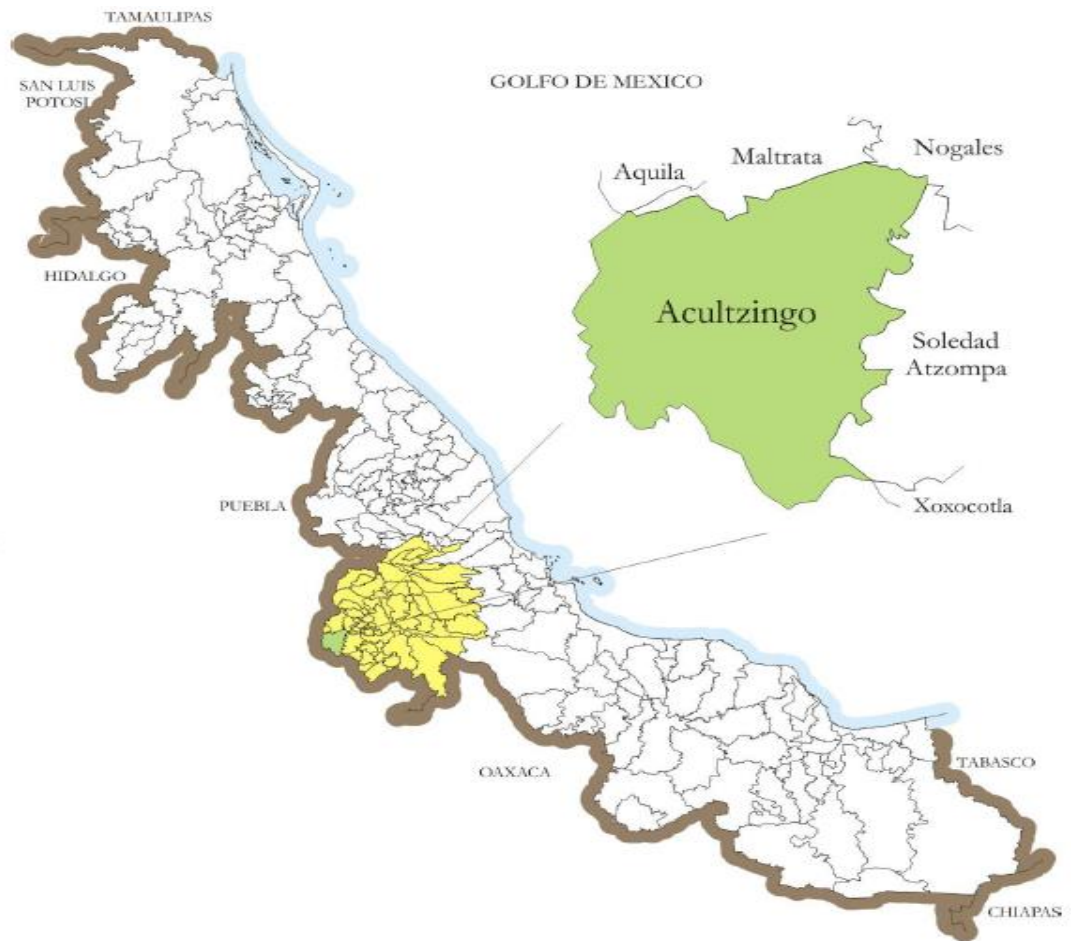 TAMAULIPAS
SAN LUIS
POTOSI
GOLFO DE MEXICO
Nogales
Maltrata
Aquila
HIDALGO
Acultzingo
Soledad
Atzompa
PUEBLA
Xoxocotla
OAXACA
TABASCO
CHIAPAS